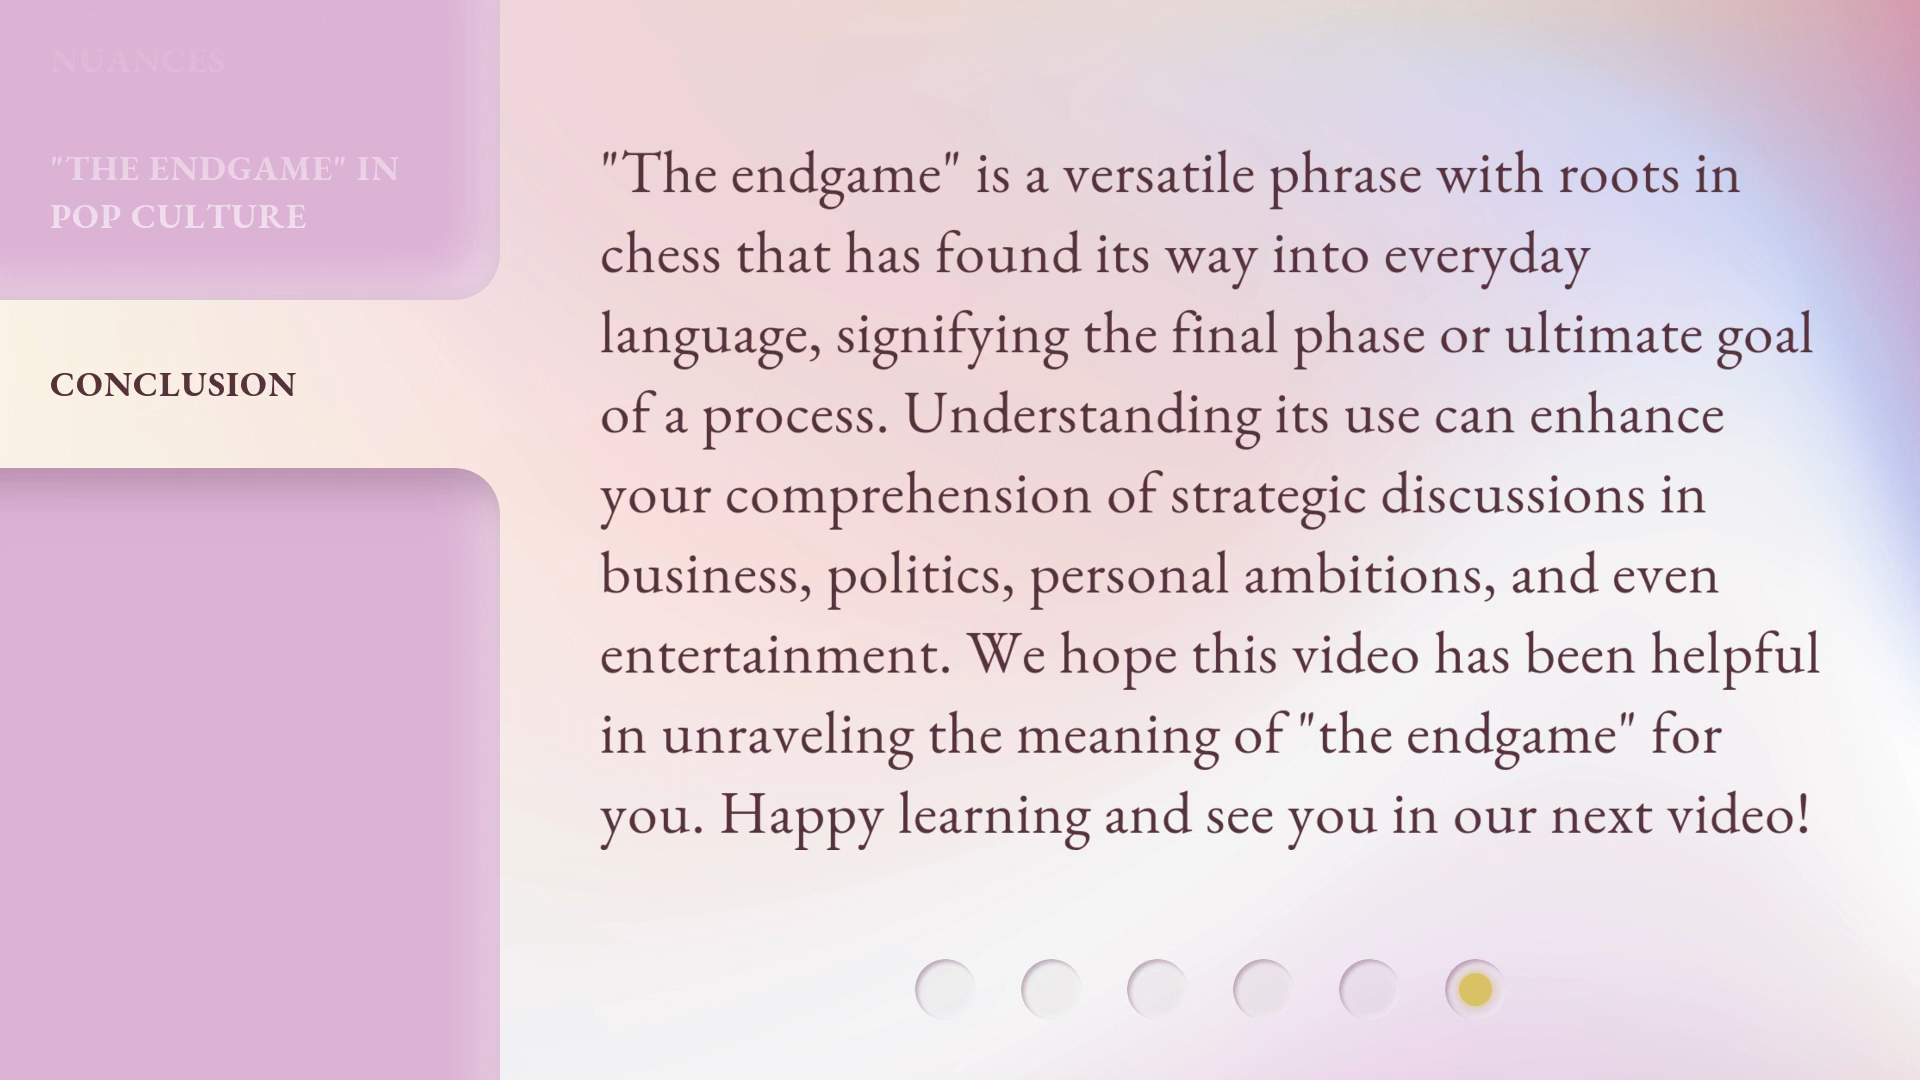 NUANCES
"THE ENDGAME" IN
POP CULTURE
CONCLUSION
"The endgame" is a versatile phrase with roots in
chess that has found its way into everyday
language, signifying the final phase or ultimate goal
of a process. Understanding its use can enhance
your comprehension of strategic discussions in
business, politics, personal ambitions, and even
entertainment. We hope this video has been helpful
in unraveling the meaning of "the endgame" for
you. Happy learning and see you in our next video!